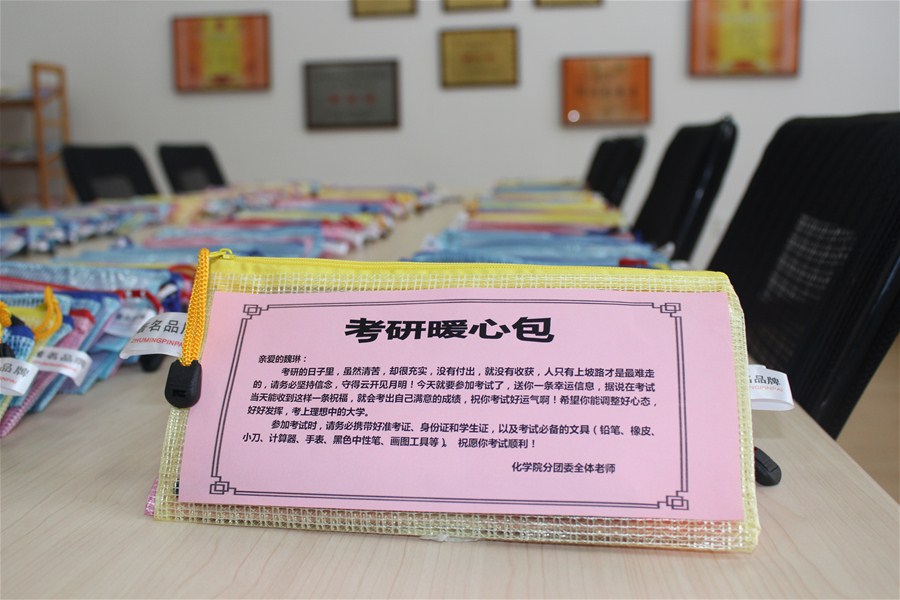 考研暖心包
亲爱的魏琳：
考研的日子里，虽然清苦，却很充实，没有付出，就没有收获，人只有上坡路才是最难走
的，请务必坚持信念，守得云开见月明！今天就要参加考试了，送你一条幸运信息，据说在考试
当天能收到这样一条祝福，就会考出自己满意的成绩，祝你考试好运气啊！希望你能调整好心态，
好好发挥，考上理想中的大学。
参加考试时，请务必携带好准考证、身份证和学生证，以及考试必备的文具（铅笔、橡皮、
小刀、计算器、手表、黑色中性笔、画图工具等）。 祝愿你考试顺利！
化学院分团委全体老师
名品牌
名品牌
名品牌